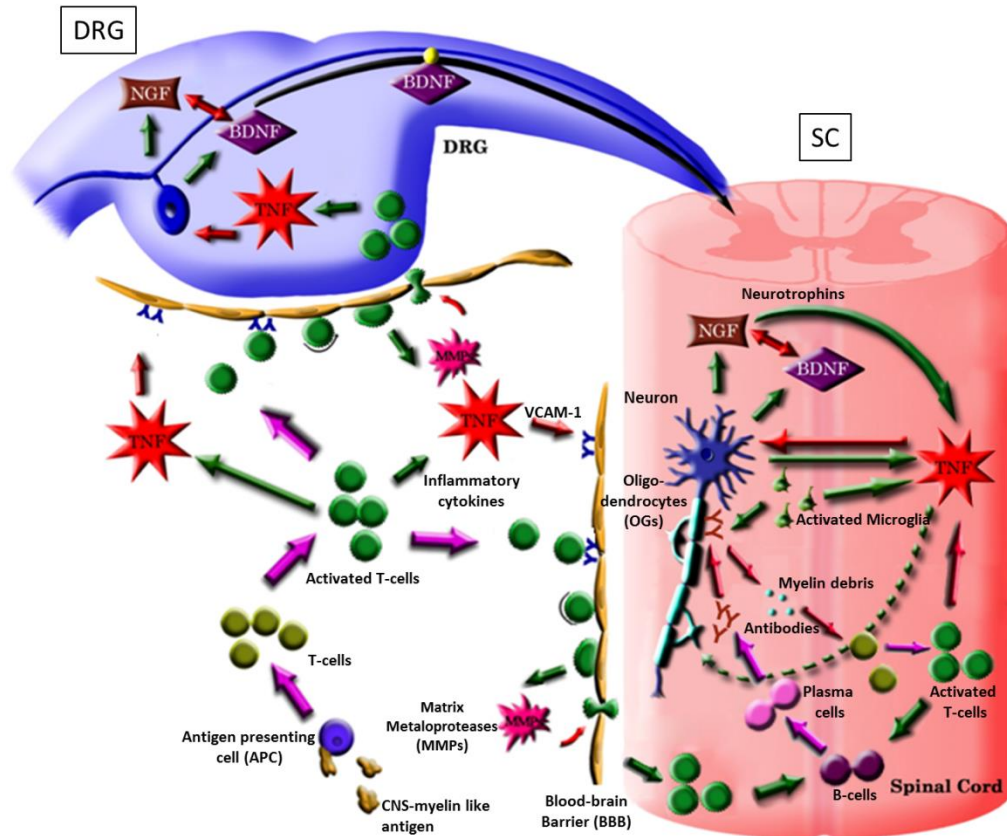 DRG
NGF
BDNF
BDNF
DRG
TNF
SC
Neurotrophins
NGF
BDNF
MMPs
TNF
TNF
VCAM-1
Neuron
TNF
Inflammatory
cytokines
Oligo-
dendrocytes
(OGs)
Activated Microglia
Activated T-cells
Myelin debris
Antibodies
T-cells
Plasma
cells
Activated
T-cells
Matrix
Metaloproteases
(MMPs)
MMPs
Antigen presenting
cell (APC)
CNS-myelin like
antigen
Blood-brain
Barrier (BBB)
B-cells
Spinal Cord